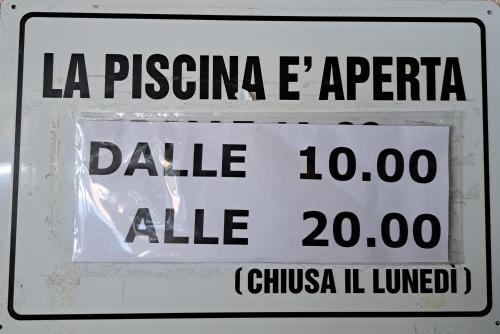 LA PISCINA E' APERTA
DALLE 10.00
ALLE 20.00
(CHIUSA IL LUNEDÌ)